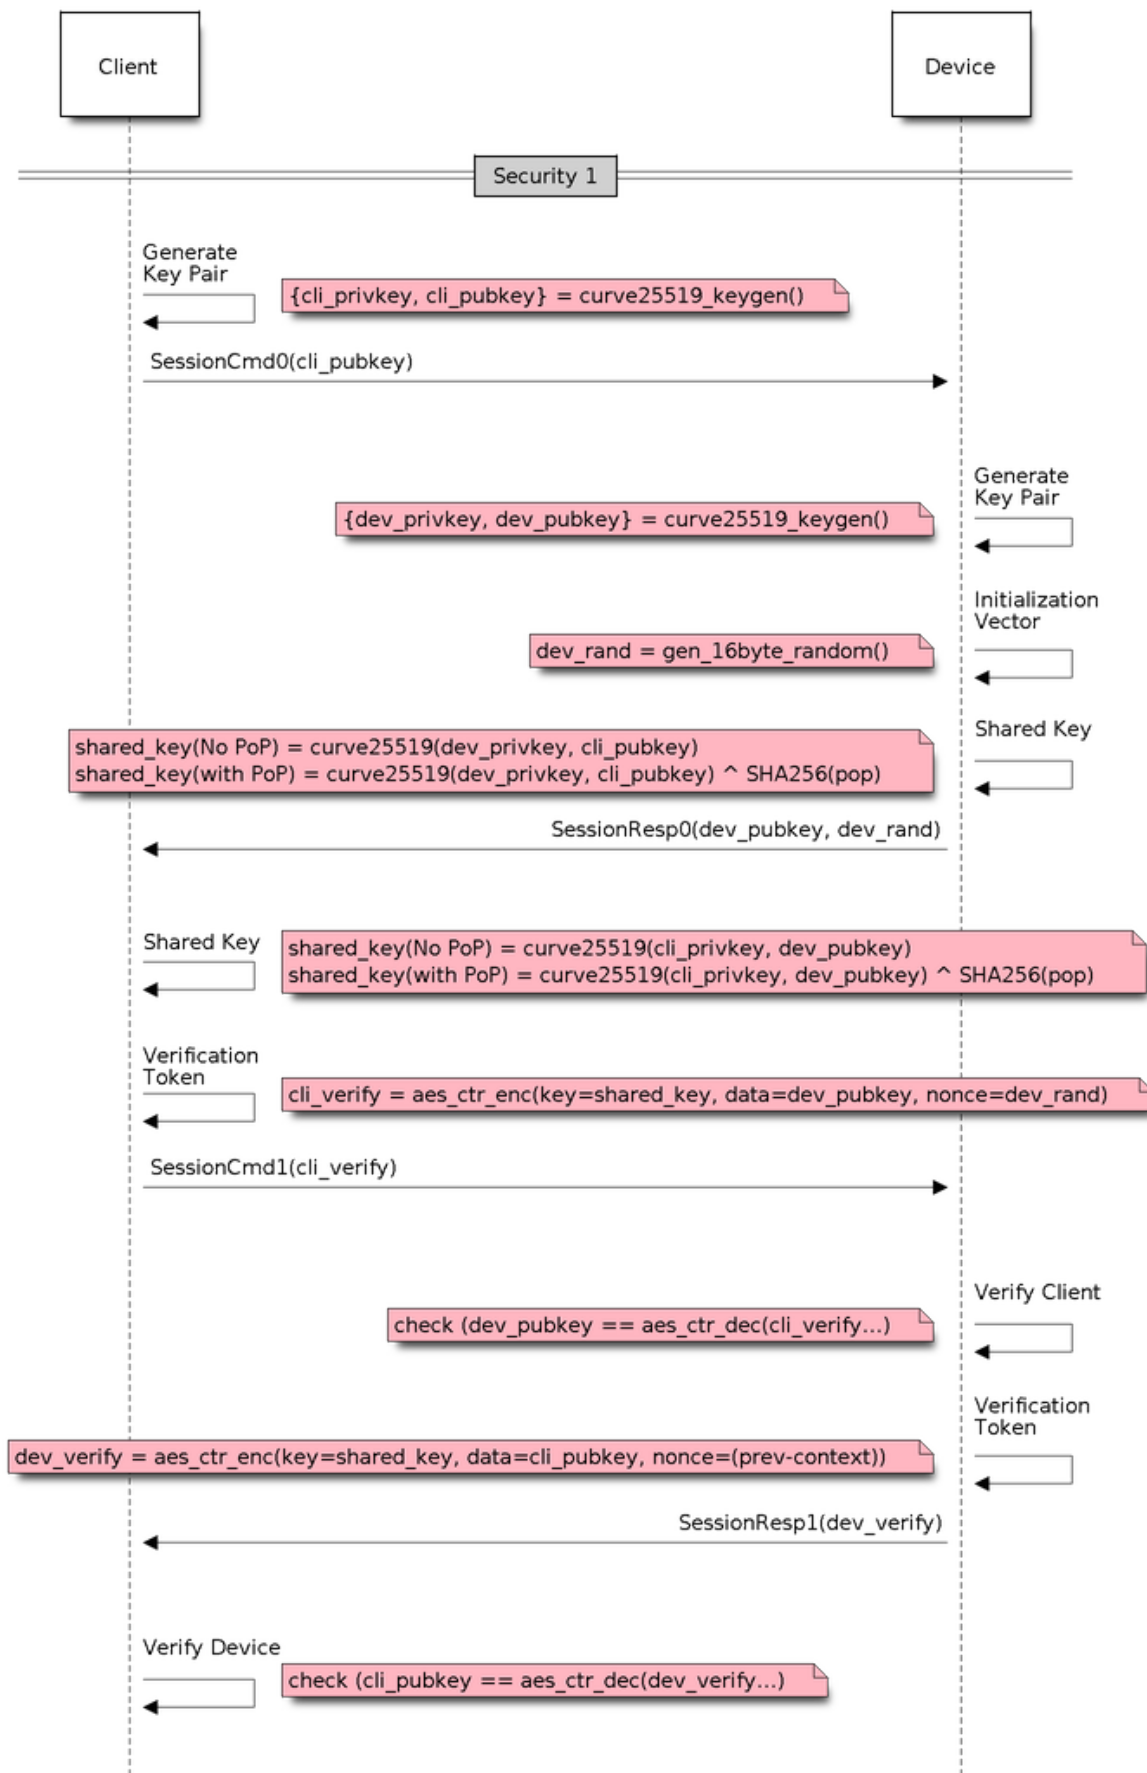 Client
Device
Security 1
Generate
Key Pair
{cli_privkey, cli_pubkey} = curve25519_keygen()
SessionCmd0(cli_pubkey)
Generate
Key Pair
{dev_privkey, dev_pubkey} = curve25519_keygen()
Initialization
Vector
dev_rand = gen_16byte_random()
Shared Key
shared_key(No PoP) = curve25519(dev_privkey, cli_pubkey)
shared_key(with PoP) = curve25519(dev_privkey, cli_pubkey) ^ SHA256(pop)
SessionResp0(dev_pubkey, dev_rand)
Shared Key
shared_key(No PoP) = curve25519(cli_privkey, dev_pubkey)
shared_key(with PoP) = curve25519(cli_privkey, dev_pubkey) ^ SHA256(pop)
Verification
Token
cli_verify = aes_ctr_enc(key=shared_key, data=dev_pubkey, nonce=dev_rand)
SessionCmd1(cli_verify)
Verify Client
check (dev_pubkey == aes_ctr_dec(cli_verify...)
Verification
Token
dev_verify = aes_ctr_enc(key=shared_key, data=cli_pubkey, nonce=(prev-context))
SessionResp1(dev_verify)
Verify Device
check (cli_pubkey == aes_ctr_dec(dev_verify...)